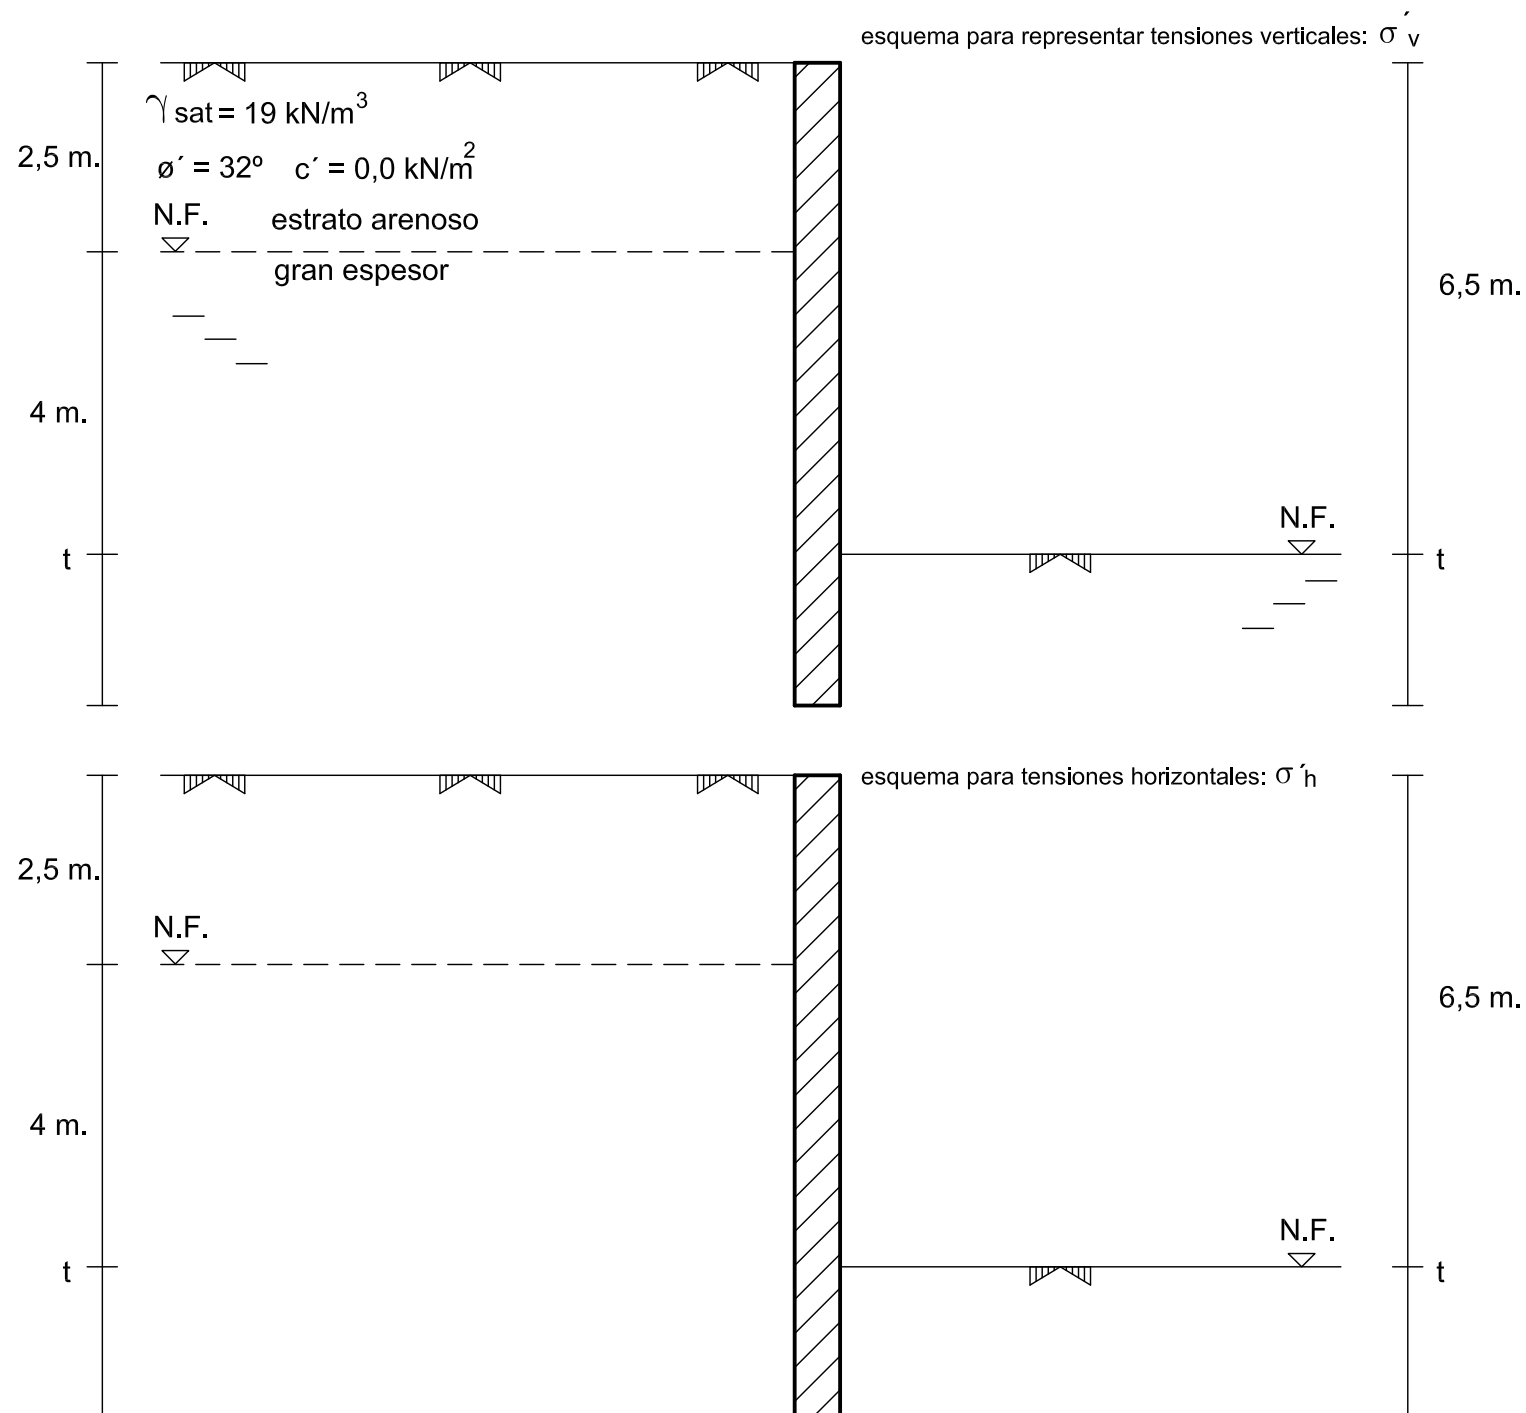 esquema para representar tensiones verticales: σ´v
γ sat = 19 kN/m³
2,5 m.
ø´ = 32º c´ = 0,0 kN/m²
N.F. estrato arenoso
gran espesor
6,5 m.
4 m.
N.F.
t
t
esquema para tensiones horizontales: σ´h
2,5 m.
N.F.
6,5 m.
4 m.
N.F.
t
t